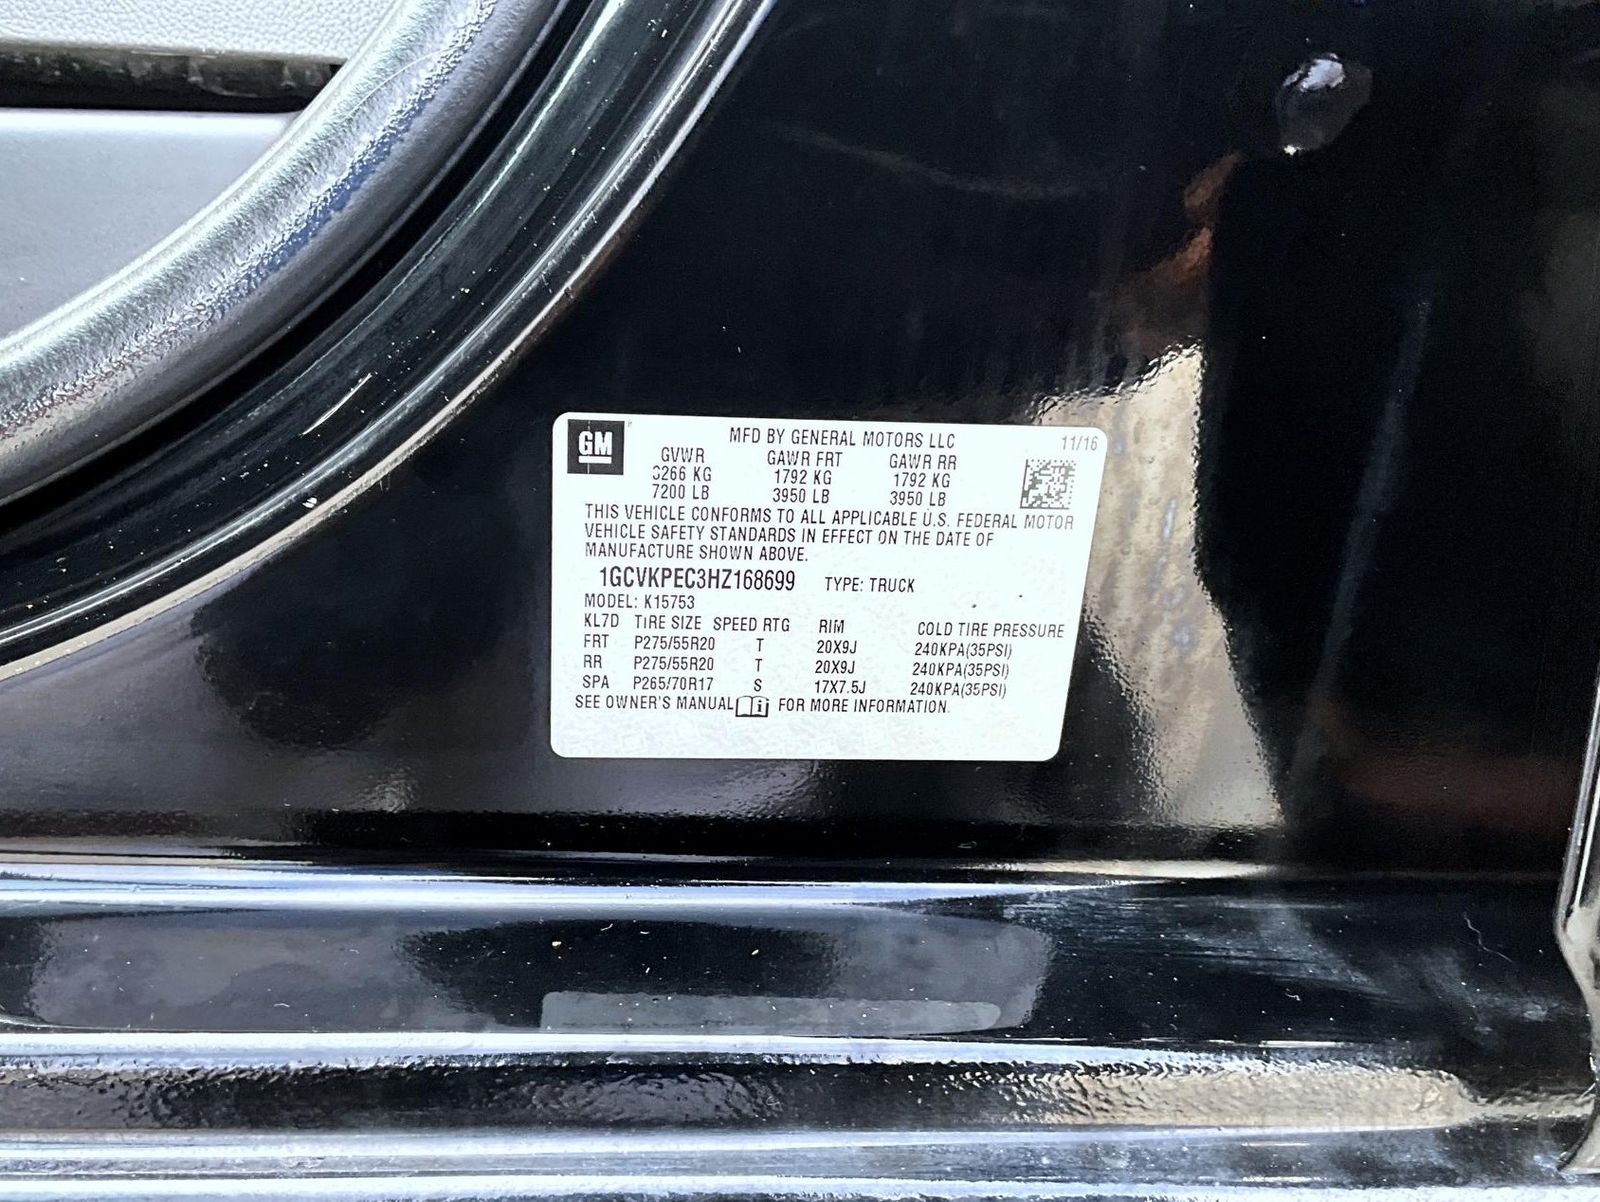 GM
MFD BY GENERAL MOTORS LLC 11/16
GVWR GAWR FRT GAWR RR
3266 KG 1792 KG 1792 KG
7200 LB 3950 LB 3950 LB
THIS VEHICLE CONFORMS TO ALL APPLICABLE U.S. FEDERAL MOTOR
VEHICLE SAFETY STANDARDS IN EFFECT ON THE DATE OF
MANUFACTURE SHOWN ABOVE.
1GCVKPEC3HZ168699 TYPE: TRUCK
MODEL: K15753
KL7D TIRE SIZE SPEED RTG RIM COLD TIRE PRESSURE
FRT P275/55R20 T 20X9J 240KPA(35PSI)
RR P275/55R20 T 20X9J 240KPA(35PSI)
SPA P265/70R17 S 17X7.5J 240KPA(35PSI)
SEE OWNER'S MANUAL i FOR MORE INFORMATION.